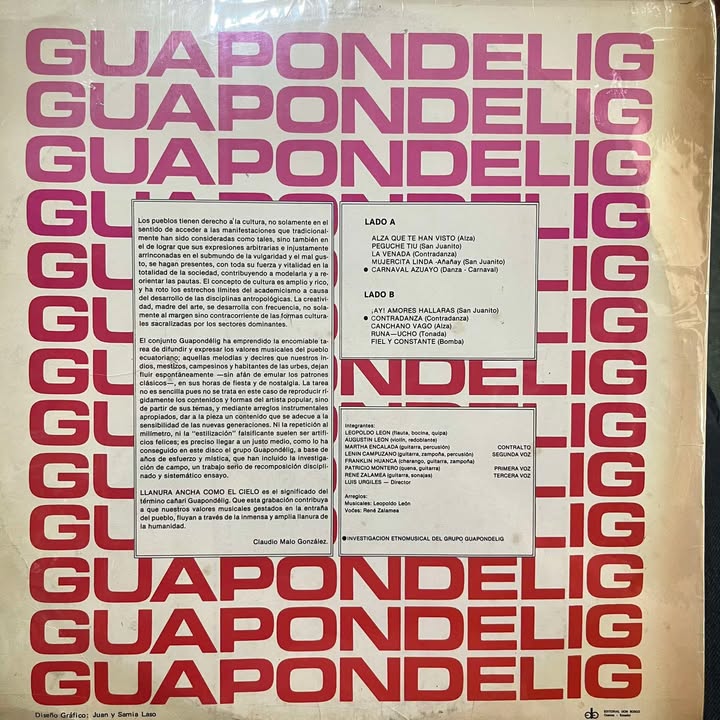 GUAPONDELIG
GUAPONDELIG
GUAPONDELIG
GUAPONDELIG
GUAPONDELIG
G
G
G
G
G
GUAPONDELIG
GUAPONDELIG
GUAPONDELIG
Los pueblos tienen derecho a la cultura, no solamente en el
sentido de acceder a las manifestaciones que tradicional-
mente han sido consideradas como tales, sino también en
el de lograr que sus expresiones arbitrarias e injustamente
arrinconadas en el submundo de la vulgaridad y el mal gus-
to, se hagan presentes, con toda su fuerza y vitalidad en la
totalidad de la sociedad, contribuyendo a modelarla y a re-
orientar las pautas. El concepto de cultura es amplio y rico,
y ha roto los estrechos límites del academicismo a causa
del desarrollo de las disciplinas antropológicas. La creativi-
dad, madre del arte, se desarrolla con frecuencia, no sola-
mente al margen sino contracorriente de las formas cultura-
les sacralizadas por los sectores dominantes.
El conjunto Guapondélig ha emprendido la encomiable ta-
rea de difundir y expresar los valores musicales del pueblo
ecuatoriano; aquellas melodías y decires que nuestros in-
dios, mestizos, campesinos y habitantes de las urbes, dejan
fluir espontáneamente —sin afán de emular los patrones
clásicos—, en sus horas de fiesta y de nostalgia. La tarea
no es sencilla pues no se trata en este caso de reproducir rí-
gidamente los contenidos y formas del artista popular, sino
de partir de sus temas, y mediante arreglos instrumentales
apropiados, dar a la pieza un contenido que se adecue a la
sensibilidad de las nuevas generaciones. Ni la repetición al
milímetro, ni la "estilización" falsificante suelen ser artifi-
cios felices; es preciso llegar a un justo medio, como lo ha
conseguido en este disco el grupo Guapondélig, a base de
años de esfuerzo y mística, que han incluido la investiga-
ción de campo, un trabajo serio de recomposición discipli-
nado y sistemático ensayo.
LLANURA ANCHA COMO EL CIELO es el significado del
término cañari Guapondélig. Que esta grabación contribuya
a que nuestros valores musicales gestados en la entraña
del pueblo, fluyan a través de la inmensa y amplia llanura de
la humanidad.
Claudio Malo González.
LADO A
ALZA QUE TE HAN VISTO (Alza)
PEGUCHE TIU (San Juanito)
LA VENADA (Contradanza)
MUJERCITA LINDA -Añañay (San Juanito)
● CARNAVAL AZUAYO (Danza - Carnaval)
LADO B
¡AY! AMORES HALLARAS (San Juanito)
● CONTRADANZA (Contradanza)
CANCHANO VAGO (Alza)
RUNA—UCHO (Tonada)
FIEL Y CONSTANTE (Bomba)
Integrantes:
LEOPOLDO LEON (flauta, bocina, quipa)
AUGUSTIN LEON (violín, redoblante)
MARTHA ENCALADA (guitarra, percusión) CONTRALTO
LENIN CAMPUZANO (guitarra, zampoña, percusión) SEGUNDA VOZ
FRANKLIN HUANCA (charango, guitarra, zampoña)
PATRICIO MONTERO (quena, guitarra) PRIMERA VOZ
RENE ZALAMEA (guitarra, sonajas) TERCERA VOZ
LUIS URGILES — Director
Arreglos:
Musicales: Leopoldo León
Voces: René Zalamea
● INVESTIGACION ETNOMUSICAL DEL GRUPO GUAPONDELIG
Diseño Gráfico: Juan y Samia Laso
EDITORIAL DON BOSCO